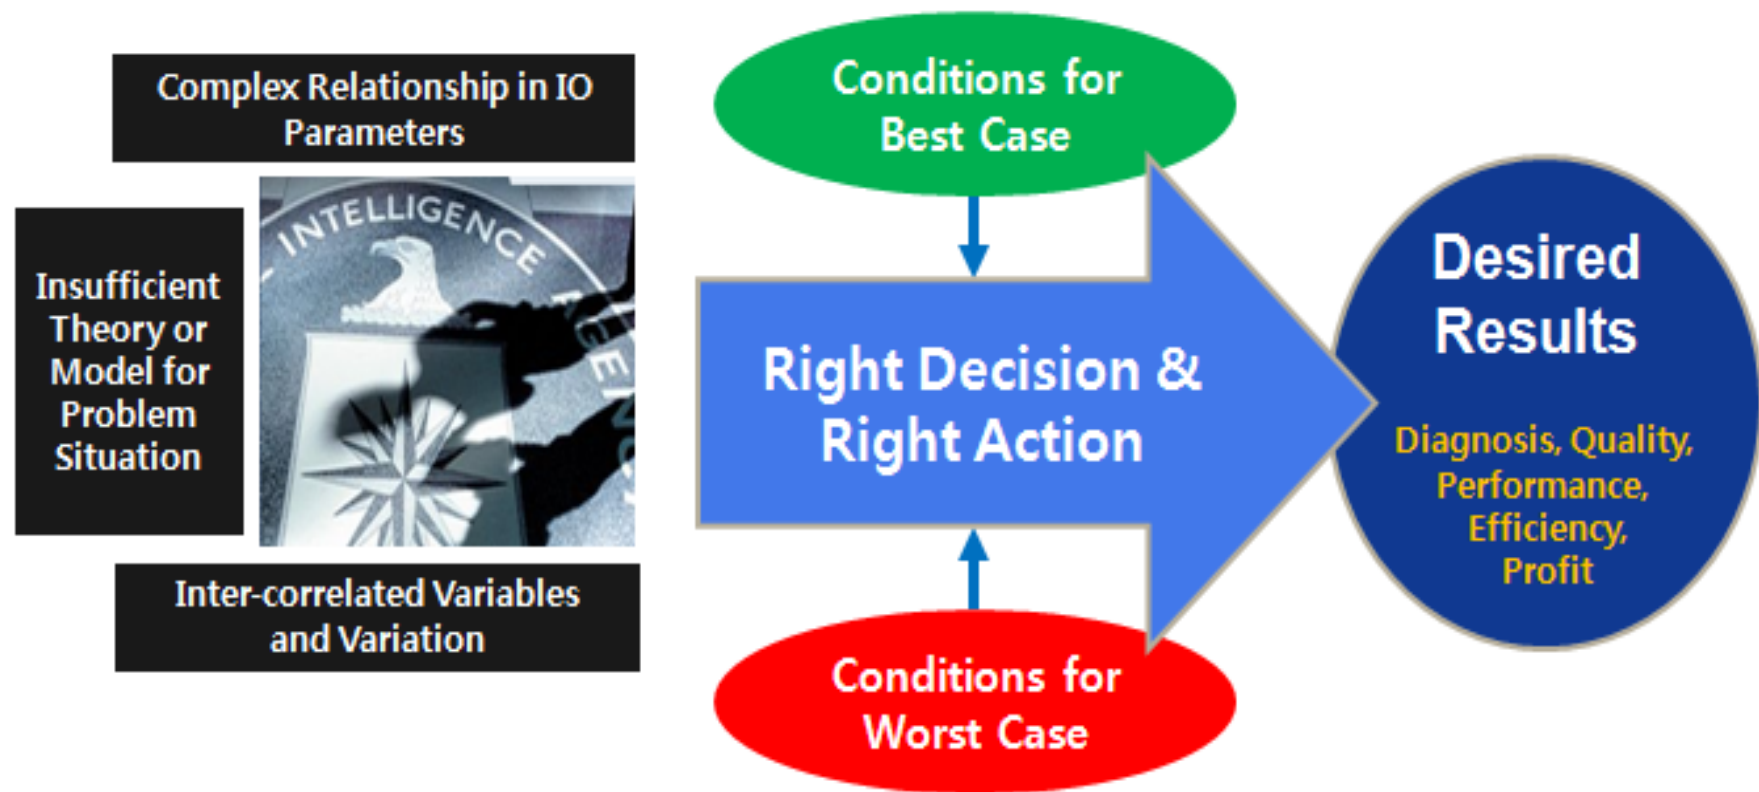 Complex Relationship in IO
Parameters
Insufficient
Theory or
Model for
Problem
Situation
INTELLIGENCE
Inter-correlated Variables
and Variation
Conditions for
Best Case
Right Decision &
Right Action
Conditions for
Worst Case
Desired
Results
Diagnosis, Quality,
Performance,
Efficiency,
Profit